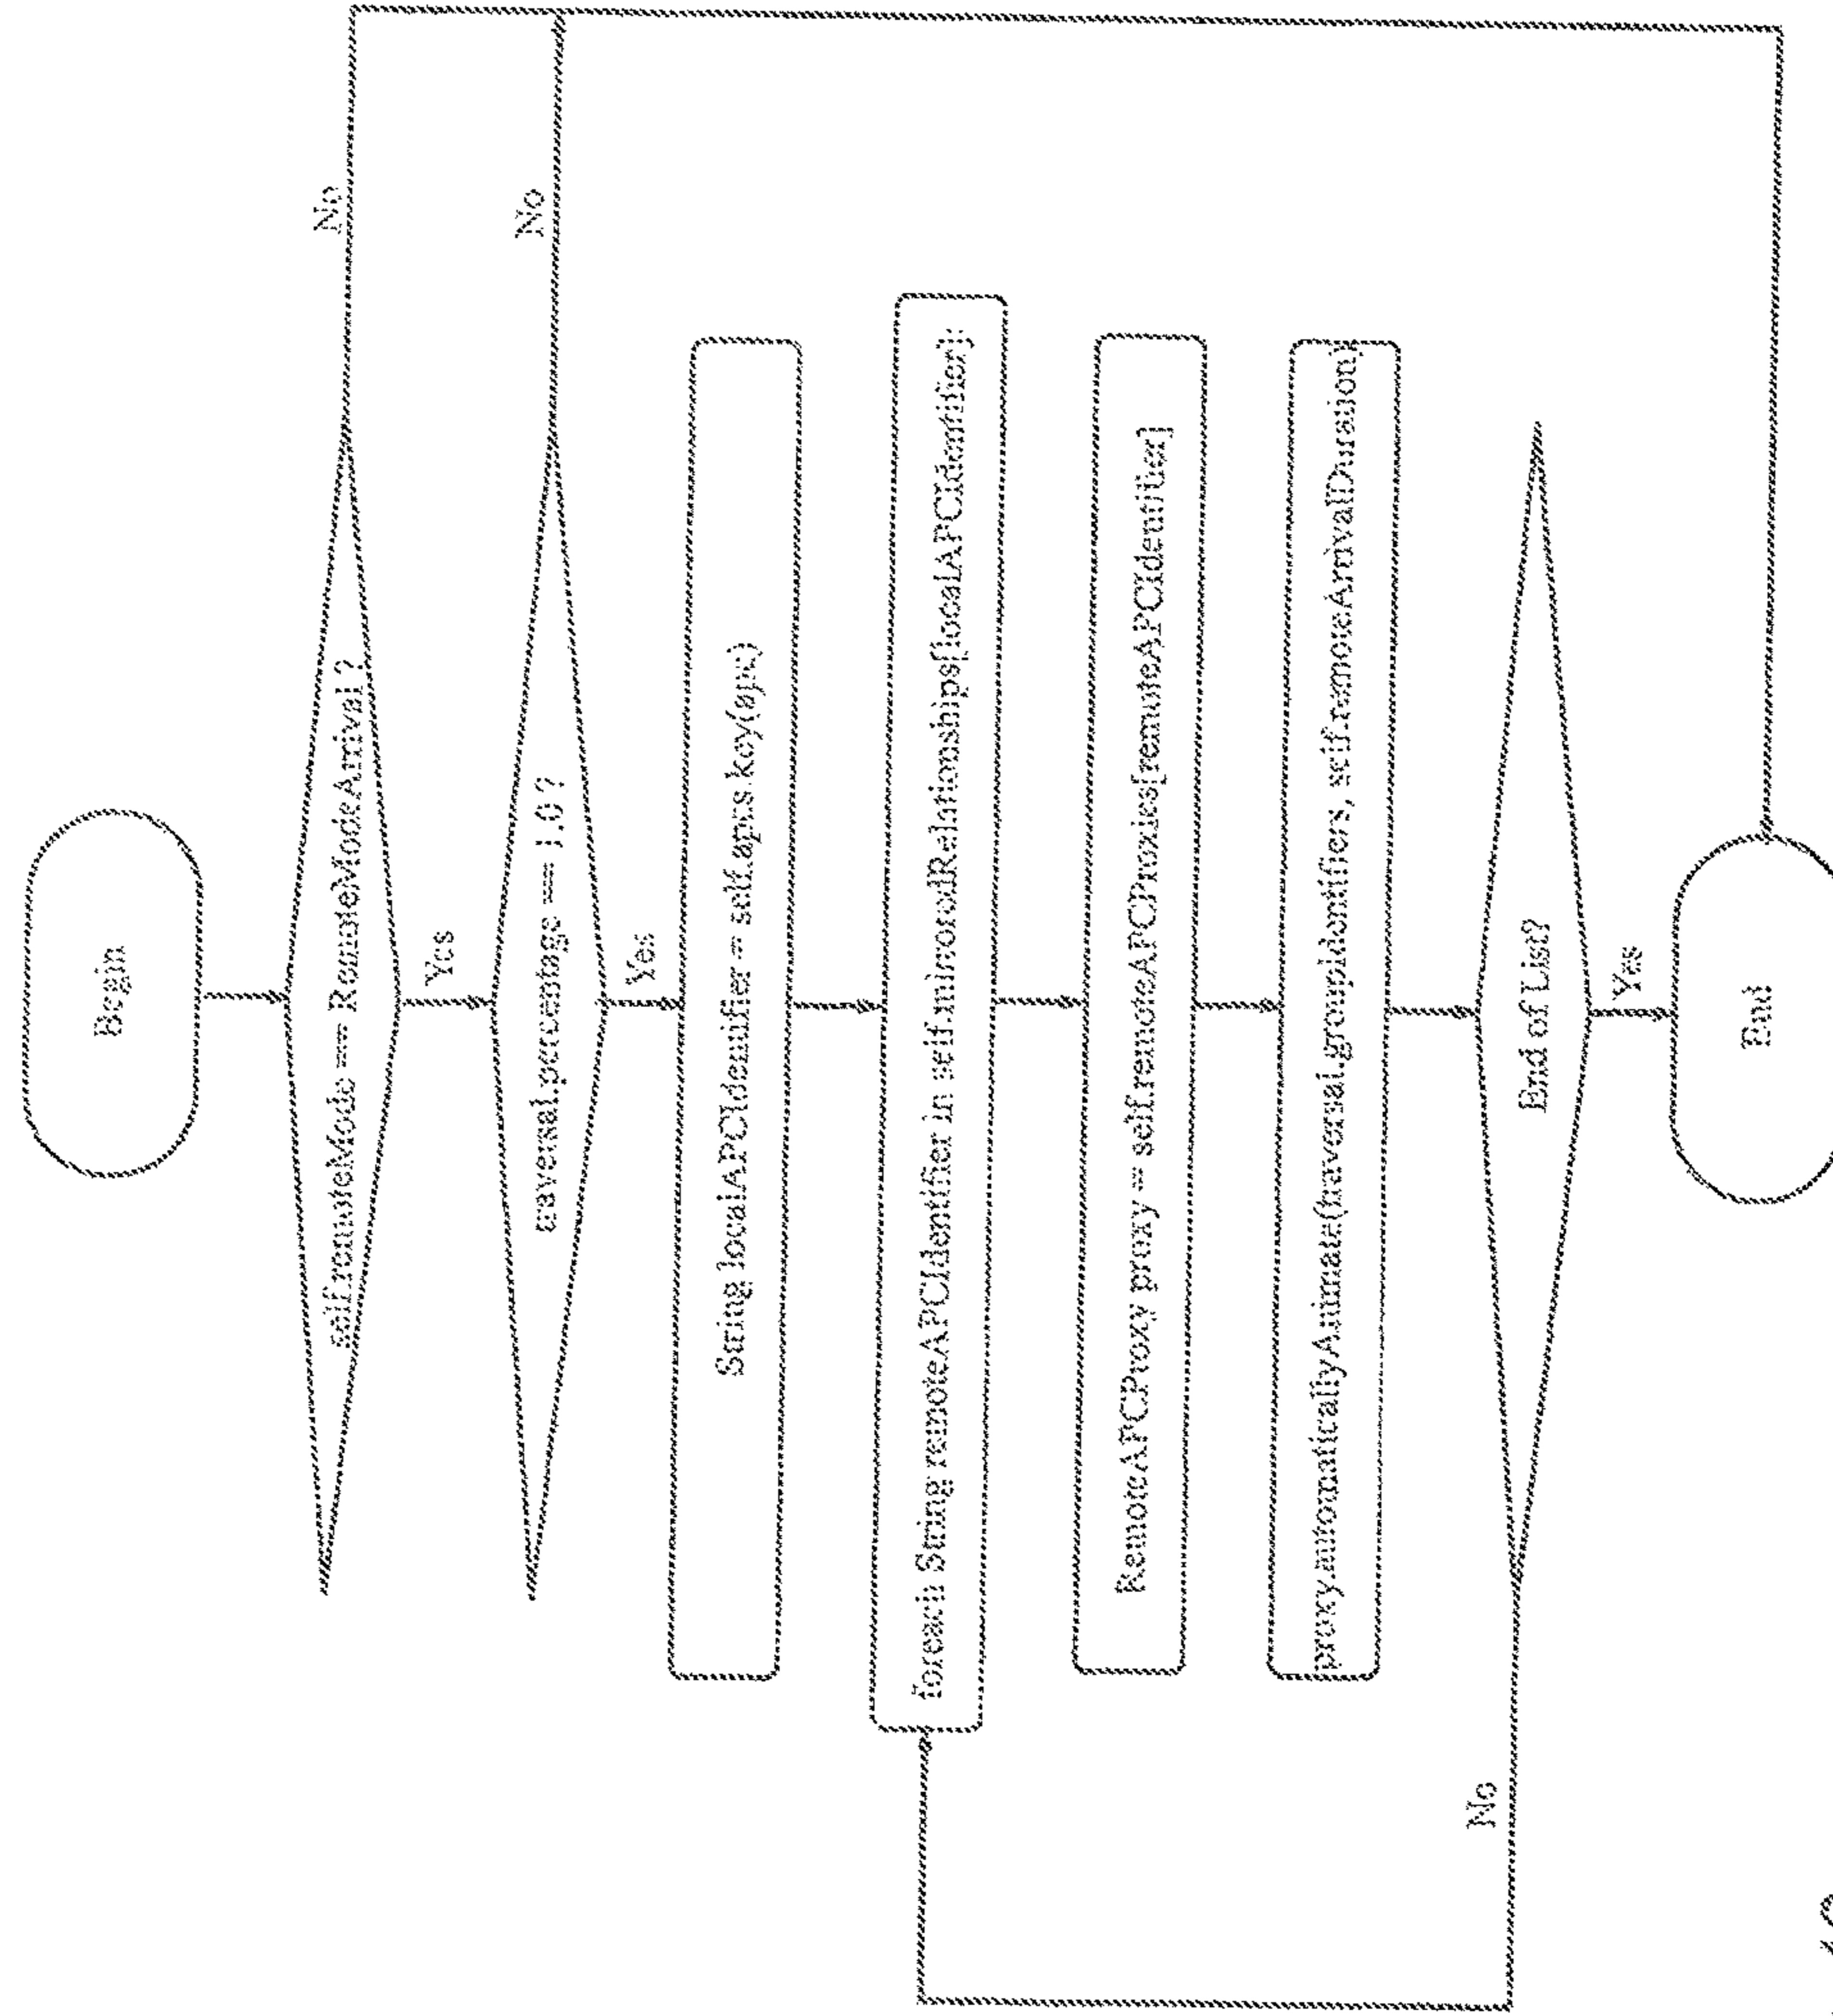 Begin
self.remoteMode == RemoteModeArrival ?
No
Yes
traversal.percentage == 1.0 ?
No
Yes
String localAPCIdentifier = self.apcs.key(apc)
foreach String remoteAPCIdentifier in self.mirroredRelationships[localAPCIdentifier]:
RemoteAPCProxy proxy = self.remoteAPCProxies[remoteAPCIdentifier]
proxy.automaticallyAnimate(traversal.groupIdentifiers, self.remoteArrivalDuration)
End of List?
No
Yes
End